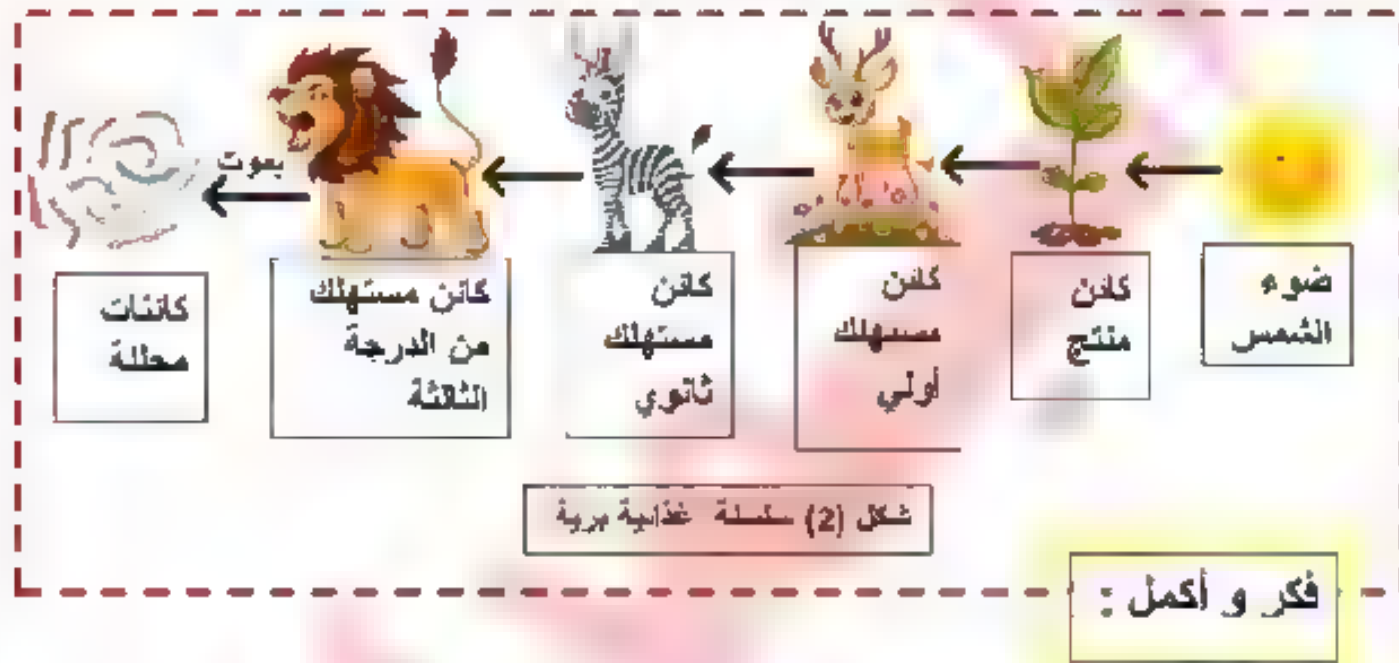 يموت
ضوء
الشمس
كائن
منتج
كائن
مستهلك
أولي
كائن
مستهلك
ثانوي
كائن مستهلك
من الدرجة
الثالثة
كائنات
محللة
شكل (2) سلسلة غذائية برية
فكر و أكمل :